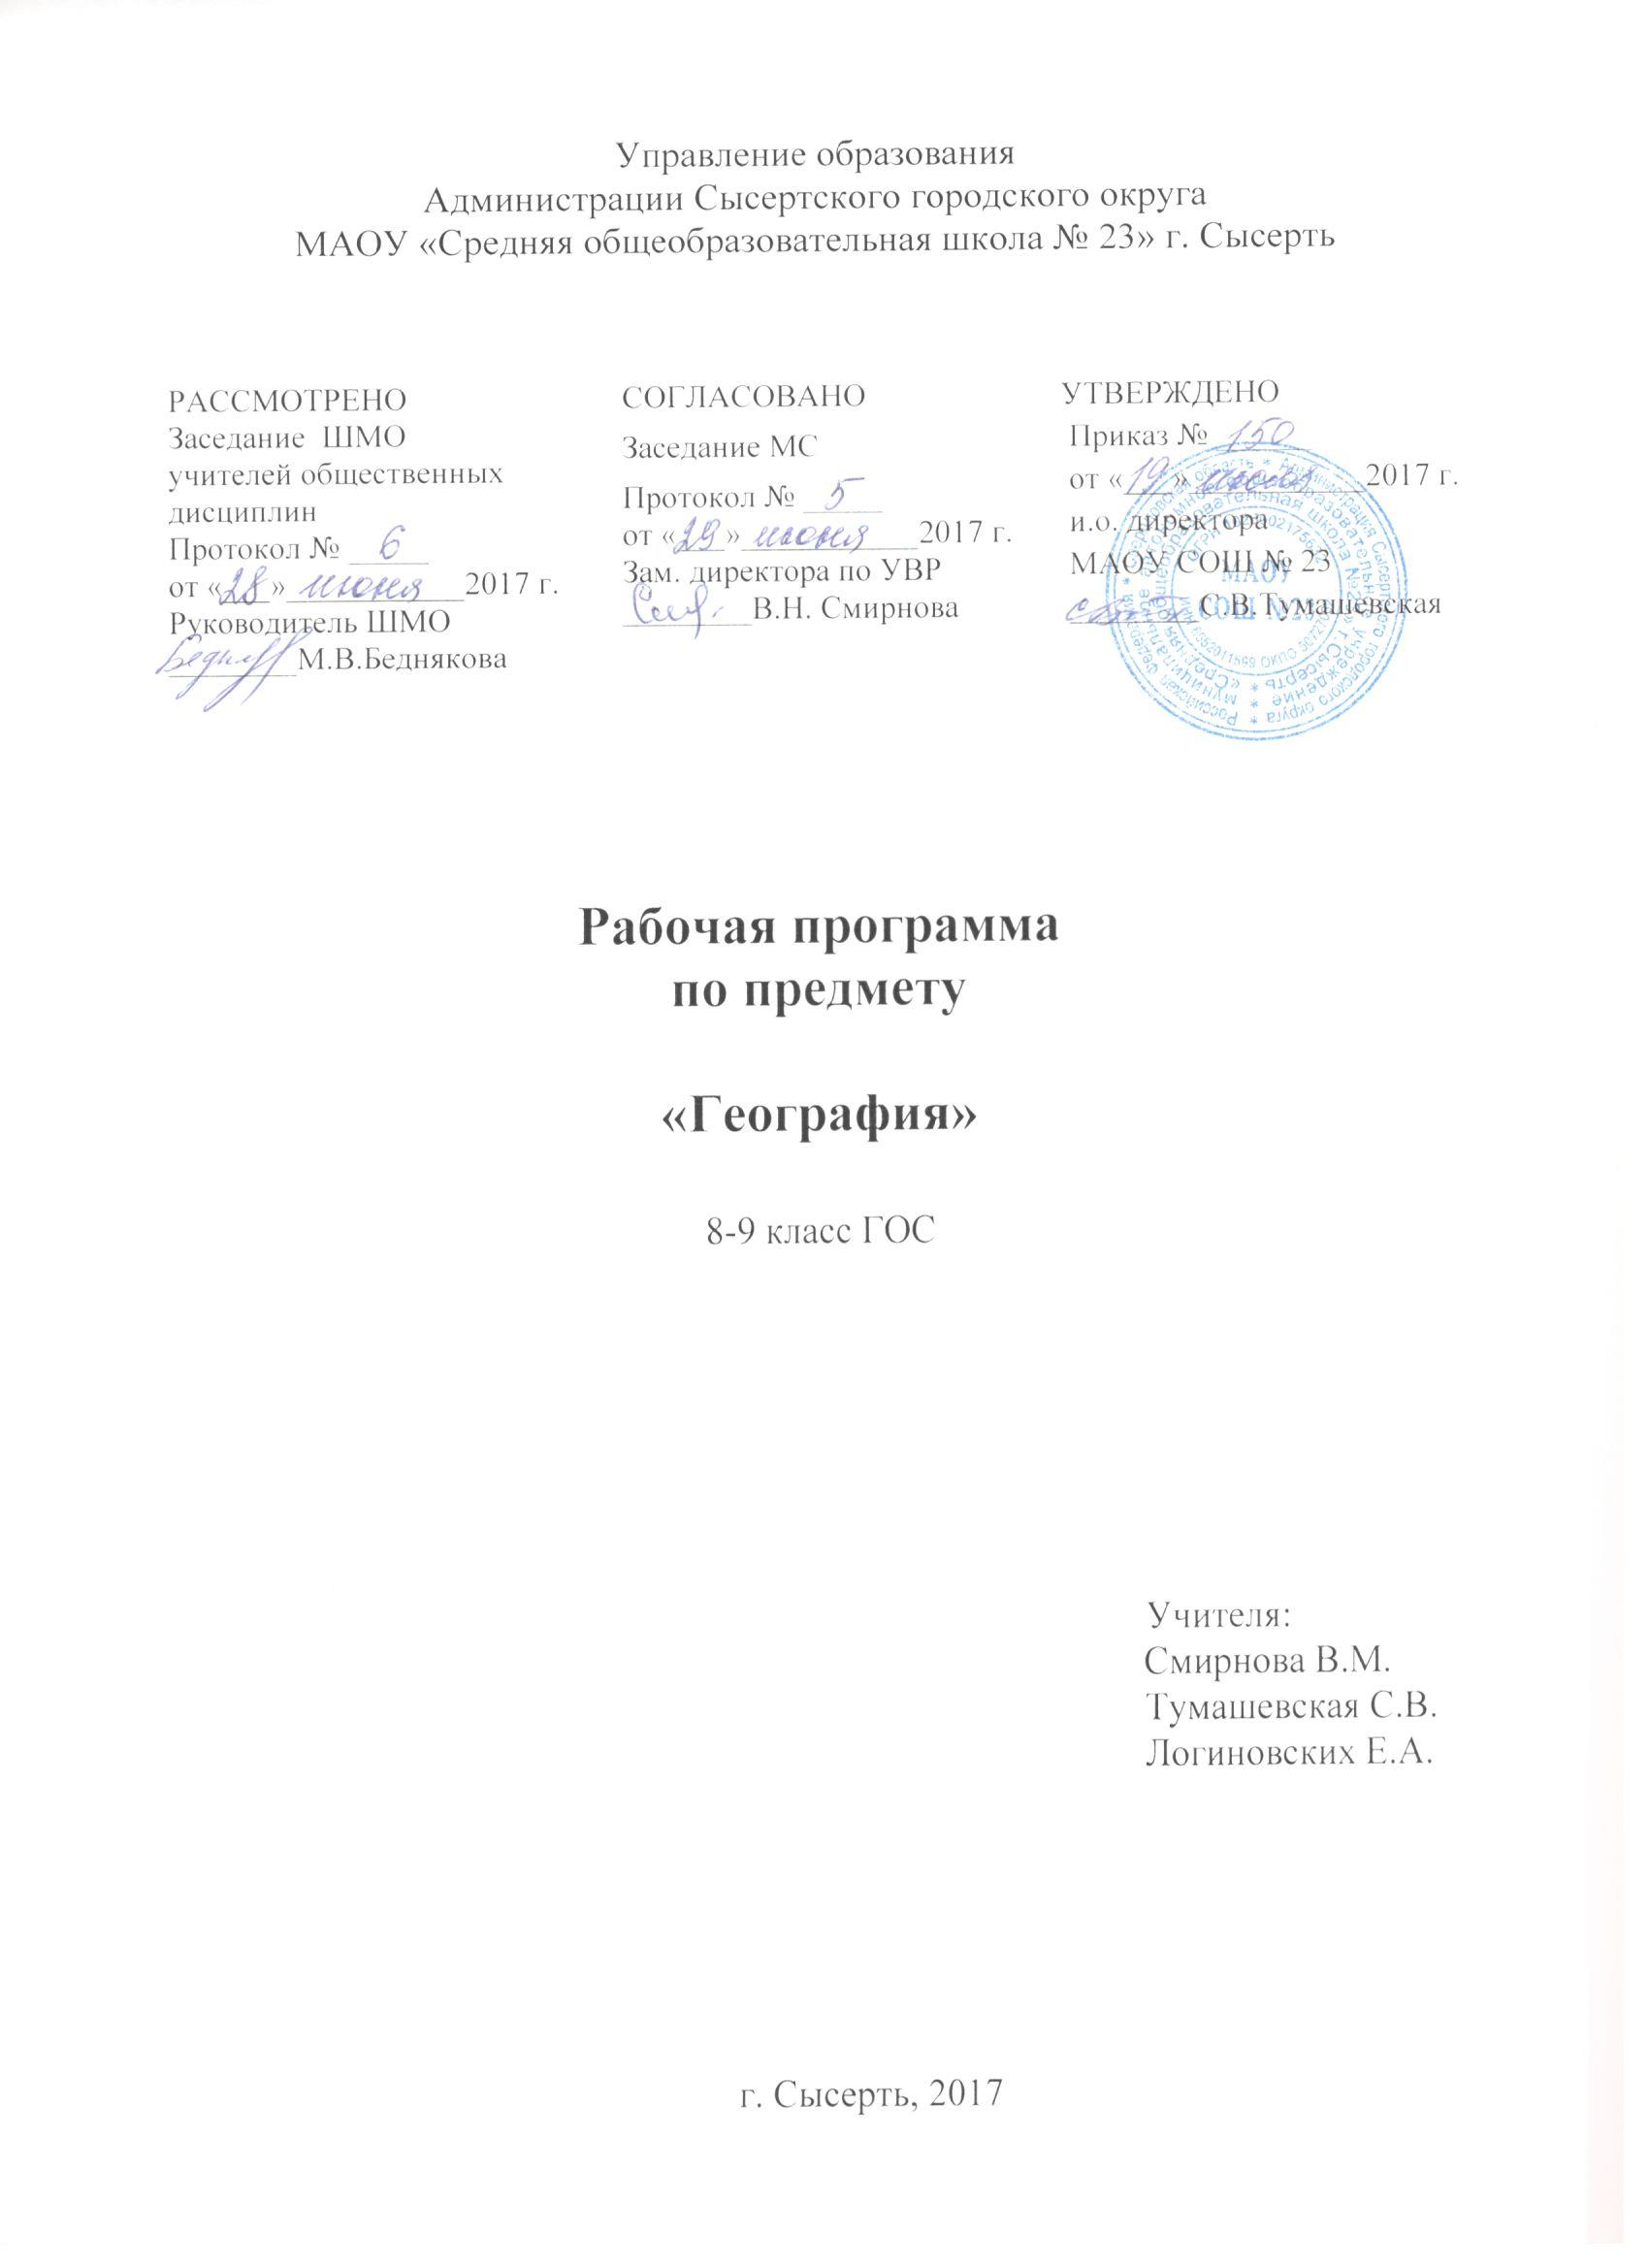 Управление образования
Администрации Сысертского городского округа
МАОУ «Средняя общеобразовательная школа № 23» г. Сысерть
РАССМОТРЕНО
Заседание ШМО
учителей общественных
дисциплин
Протокол № 6
от «28» июня 2017 г.
Руководитель ШМО
М.В.Беднякова
СОГЛАСОВАНО
Заседание МС
Протокол № 5
от «29» июня 2017 г.
Зам. директора по УВР
В.Н. Смирнова
УТВЕРЖДЕНО
Приказ № 150
от «19» 2017 г.
и.о. директора
МАОУ СОШ № 23
С.В.Тумашевская
МАОУ
СОШ №23
Рабочая программа
по предмету
«География»
8-9 класс ГОС
Учителя:
Смирнова В.М.
Тумашевская С.В.
Логиновских Е.А.
г. Сысерть, 2017